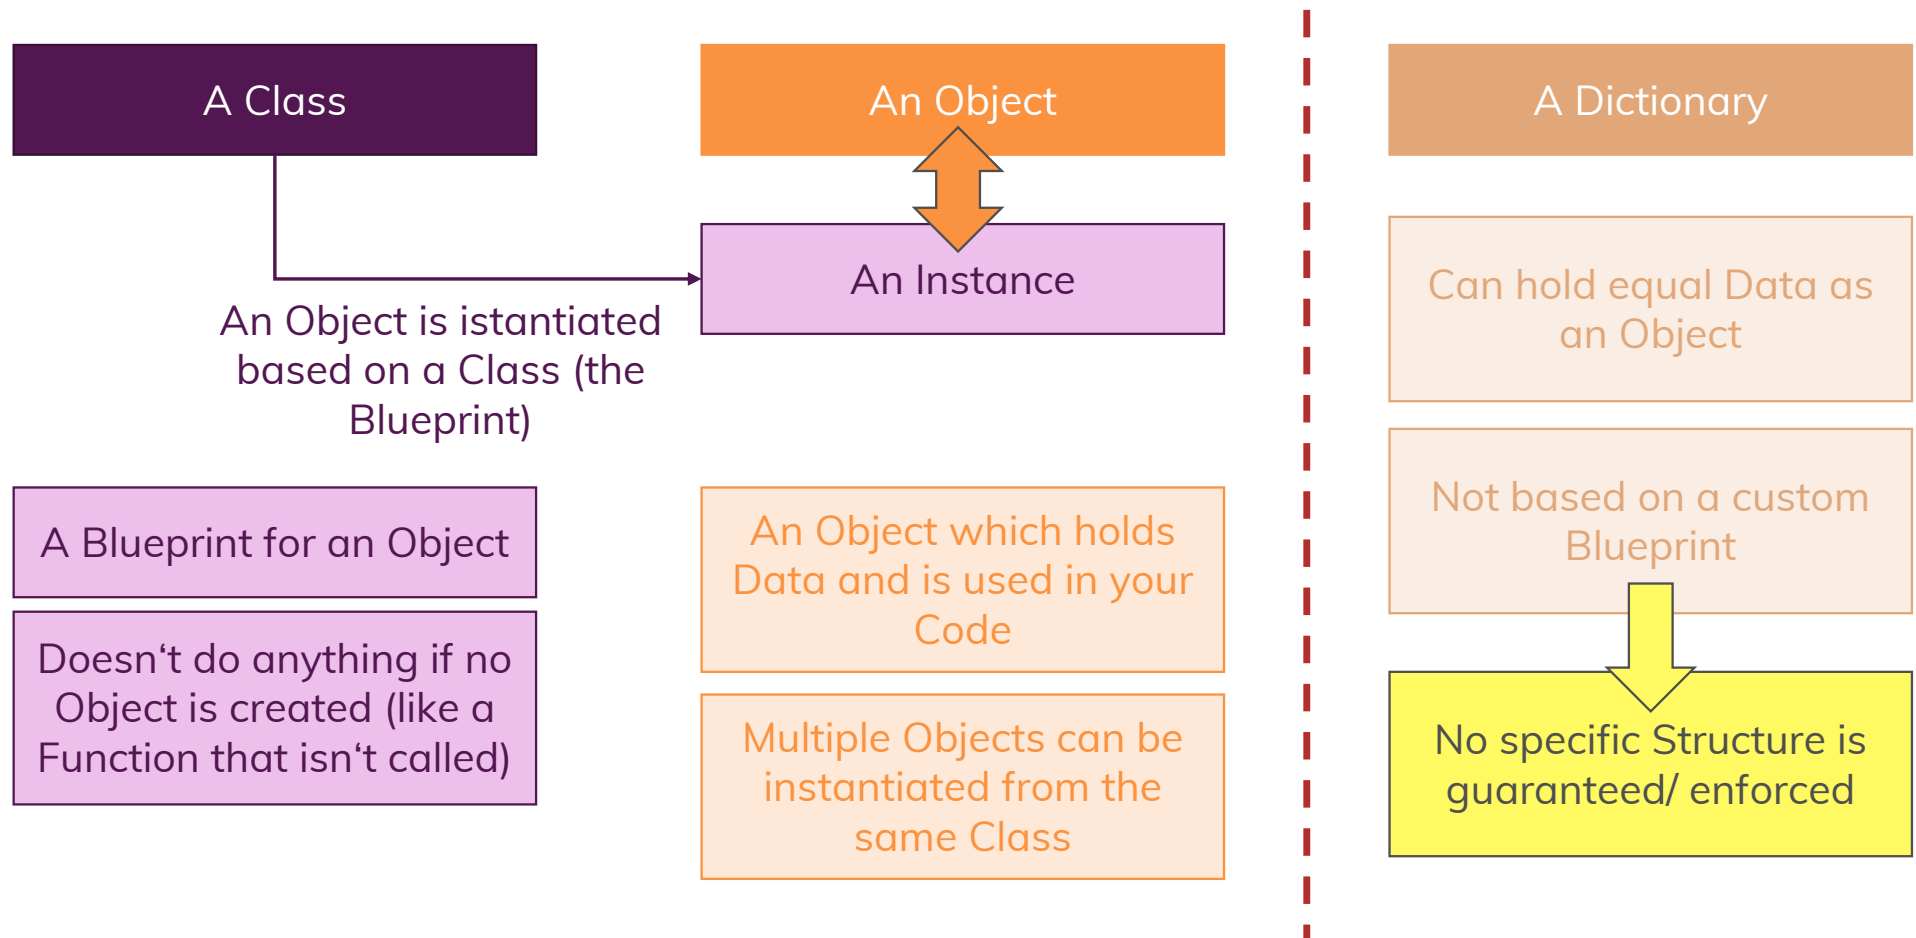 A Class
An Object
A Dictionary
An Instance
An Object is istantiated
based on a Class (the
Blueprint)
Can hold equal Data as
an Object
A Blueprint for an Object
Doesn‘t do anything if no
Object is created (like a
Function that isn‘t called)
An Object which holds
Data and is used in your
Code
Multiple Objects can be
instantiated from the
same Class
Not based on a custom
Blueprint
No specific Structure is
guaranteed/ enforced